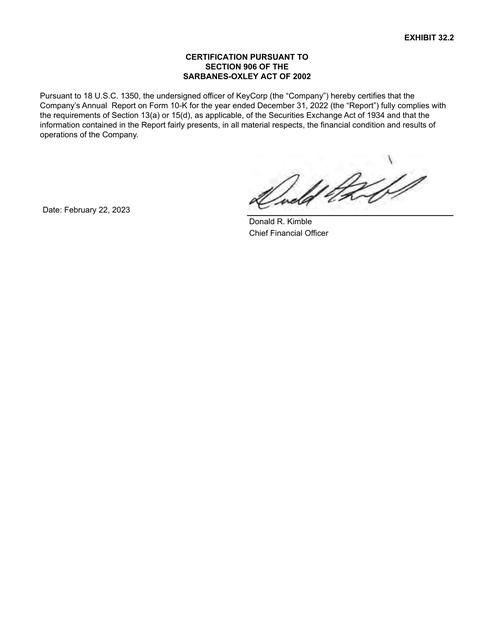 EXHIBIT 32.2
CERTIFICATION PURSUANT TO
SECTION 906 OF THE
SARBANES-OXLEY ACT OF 2002
Pursuant to 18 U.S.C. 1350, the undersigned officer of KeyCorp (the “Company”) hereby certifies that the
Company’s Annual Report on Form 10-K for the year ended December 31, 2022 (the “Report”) fully complies with
the requirements of Section 13(a) or 15(d), as applicable, of the Securities Exchange Act of 1934 and that the
information contained in the Report fairly presents, in all material respects, the financial condition and results of
operations of the Company.
Date: February 22, 2023
Donald R. Kimble
Chief Financial Officer